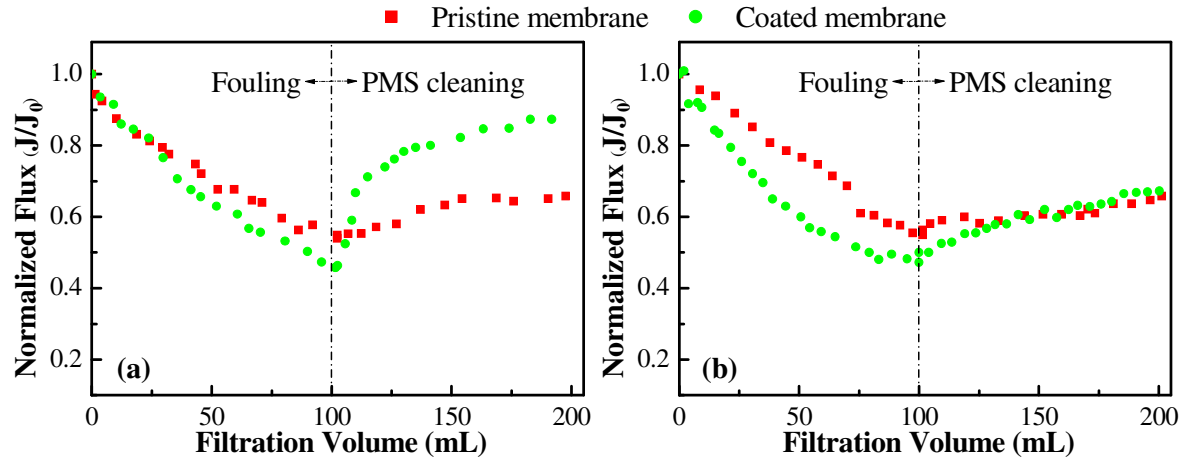 Pristine membrane Coated membrane
Normalized Flux (J/J₀)
1.0
0.8
0.6
0.4
0.2
Fouling PMS cleaning
(a)
0 50 100 150 200
Filtration Volume (mL)
Normalized Flux (J/J₀)
1.0
0.8
0.6
0.4
0.2
Fouling PMS cleaning
(b)
0 50 100 150 200
Filtration Volume (mL)